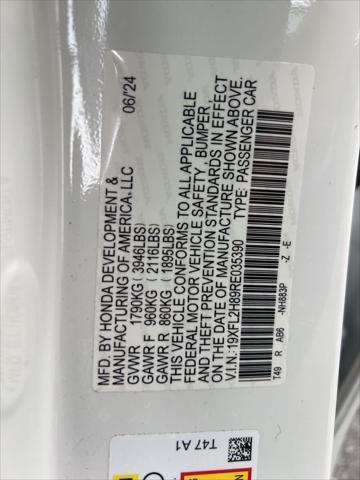 MFD. BY HONDA DEVELOPMENT &
MANUFACTURING OF AMERICA, LLC 06/'24
GVWR 1790KG (3946LBS)
GAWR F 960KG (2116LBS)
GAWR R 860KG (1895LBS)
THIS VEHICLE CONFORMS TO ALL APPLICABLE
FEDERAL MOTOR VEHICLE SAFETY, BUMPER,
AND THEFT PREVENTION STANDARDS IN EFFECT
ON THE DATE OF MANUFACTURE SHOWN ABOVE.
V.I.N.: 19XFL2H89RE035390 TYPE: PASSENGER CAR
T49 R AB6 -NH883P -Z -E
T47 A1